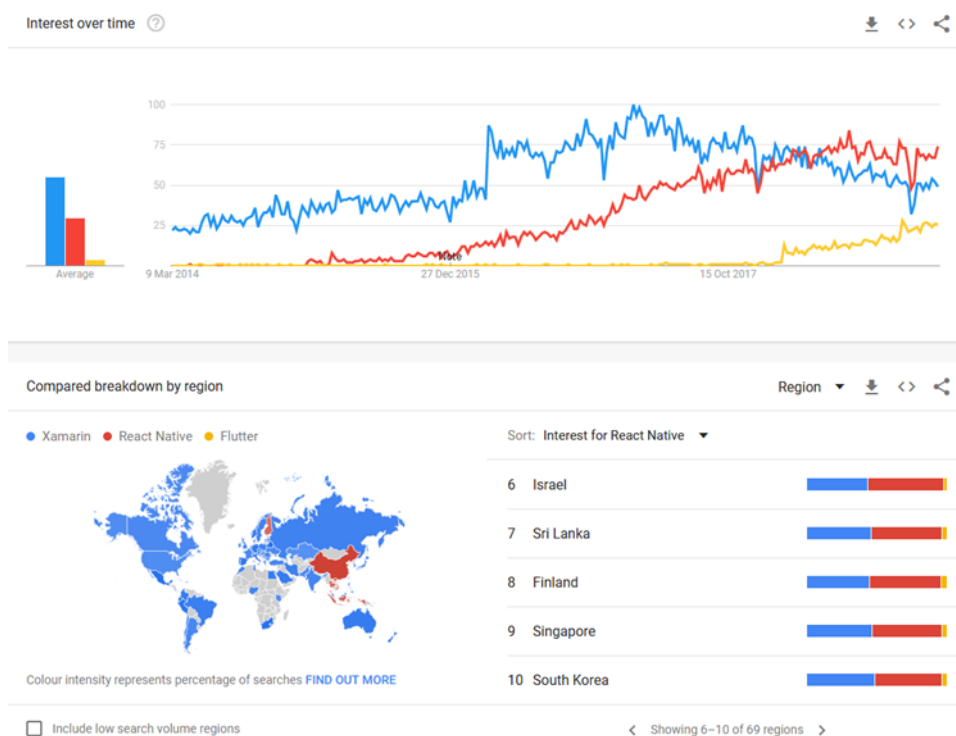 Interest over time
100
75
50
25
Note
Average
9 Mar 2014
27 Dec 2015
15 Oct 2017
Compared breakdown by region
Region
Xamarin React Native Flutter
Sort: Interest for React Native
6 Israel
7 Sri Lanka
8 Finland
9 Singapore
10 South Korea
Colour intensity represents percentage of searches FIND OUT MORE
Include low search volume regions
Showing 6–10 of 69 regions